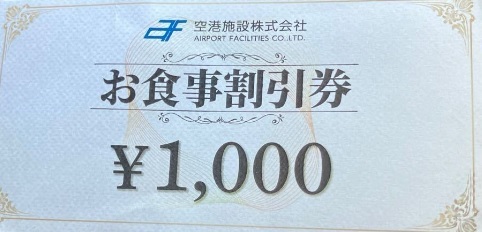 空港施設株式会社
AIRPORT FACILITIES CO.,LTD.
お食事割引券
¥1,000